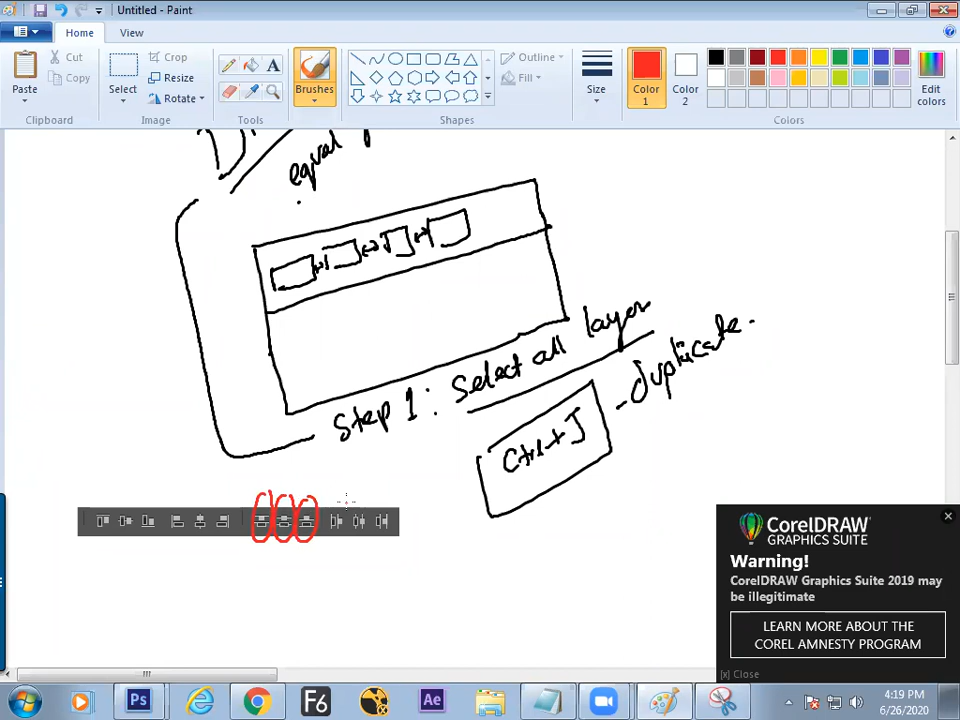 Untitled - Paint
Home
View
Paste
Cut
Copy
Clipboard
Select
Crop
Resize
Rotate
Image
Tools
Brushes
Outline
Fill
Shapes
Size
Color
1
Color
2
Edit
colors
Colors
equal
Step 1: Select all layer
Ctrl+J
- duplicate.
CorelDRAW
GRAPHICS SUITE
Warning!
CorelDRAW Graphics Suite 2019 may
be illegitimate
LEARN MORE ABOUT THE
COREL AMNESTY PROGRAM
[x] Close
Ps
F6
Ae
4:19 PM
6/26/2020